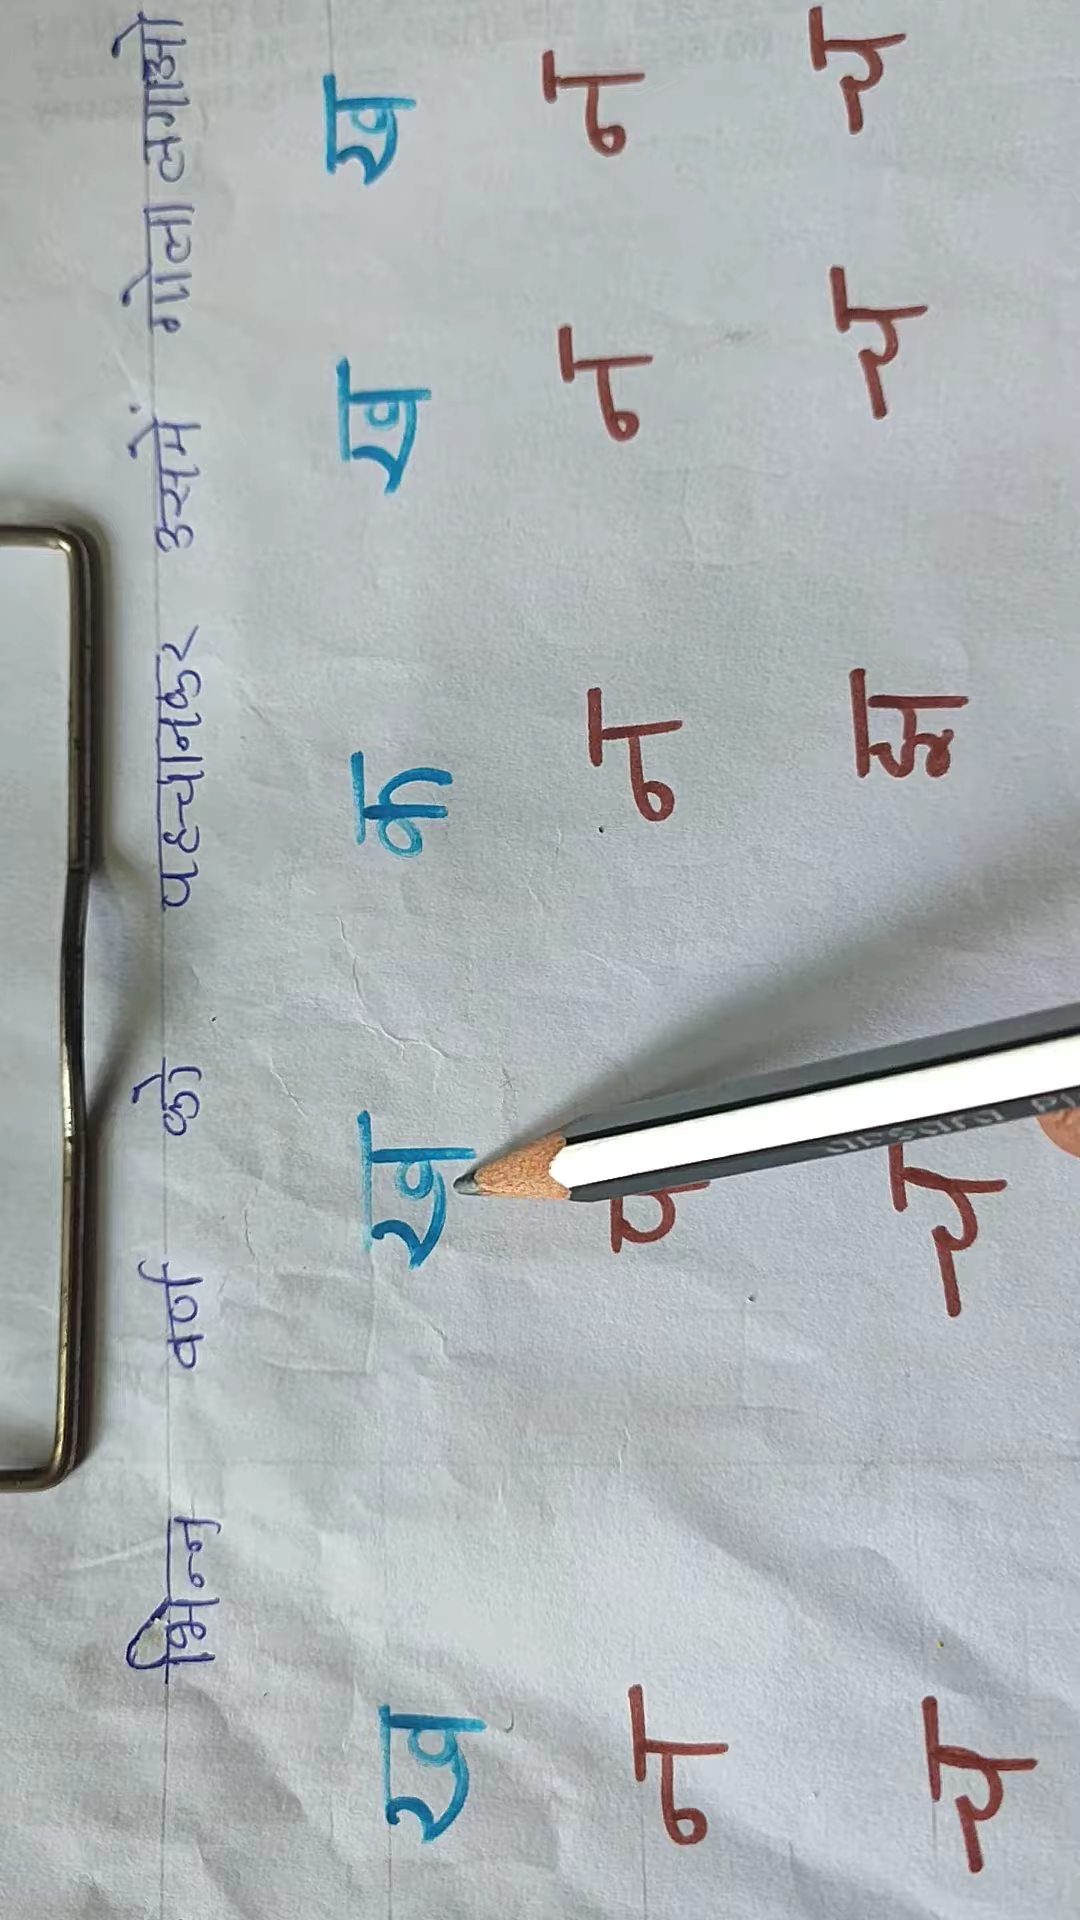 भिन्न वर्ण को पहचानकर उसमें गोला लगाओ
ख ख क ख ख
न न न न
च च च च